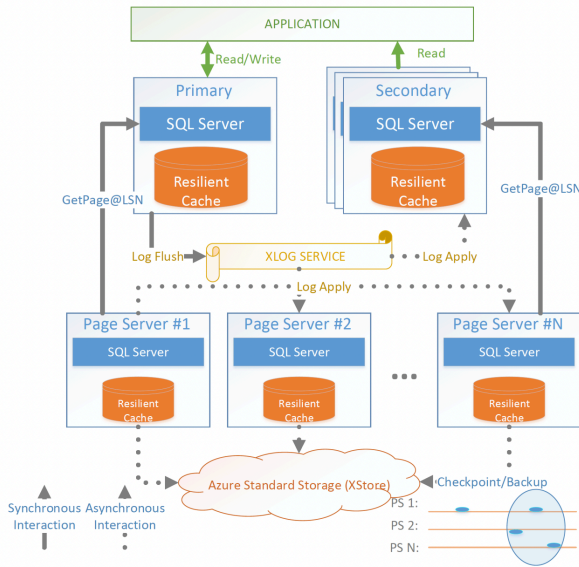 APPLICATION
Read/Write
Read
Primary
Secondary
SQL Server
SQL Server
Resilient
Cache
Resilient
Cache
GetPage@LSN
GetPage@LSN
Log Flush
XLOG SERVICE
Log Apply
Log Apply
Page Server #1
Page Server #2
Page Server #N
SQL Server
SQL Server
SQL Server
Resilient
Cache
Resilient
Cache
Resilient
Cache
Azure Standard Storage (XStore)
Checkpoint/Backup
Synchronous
Interaction
Asynchronous
Interaction
PS 1:
PS 2:
PS N: